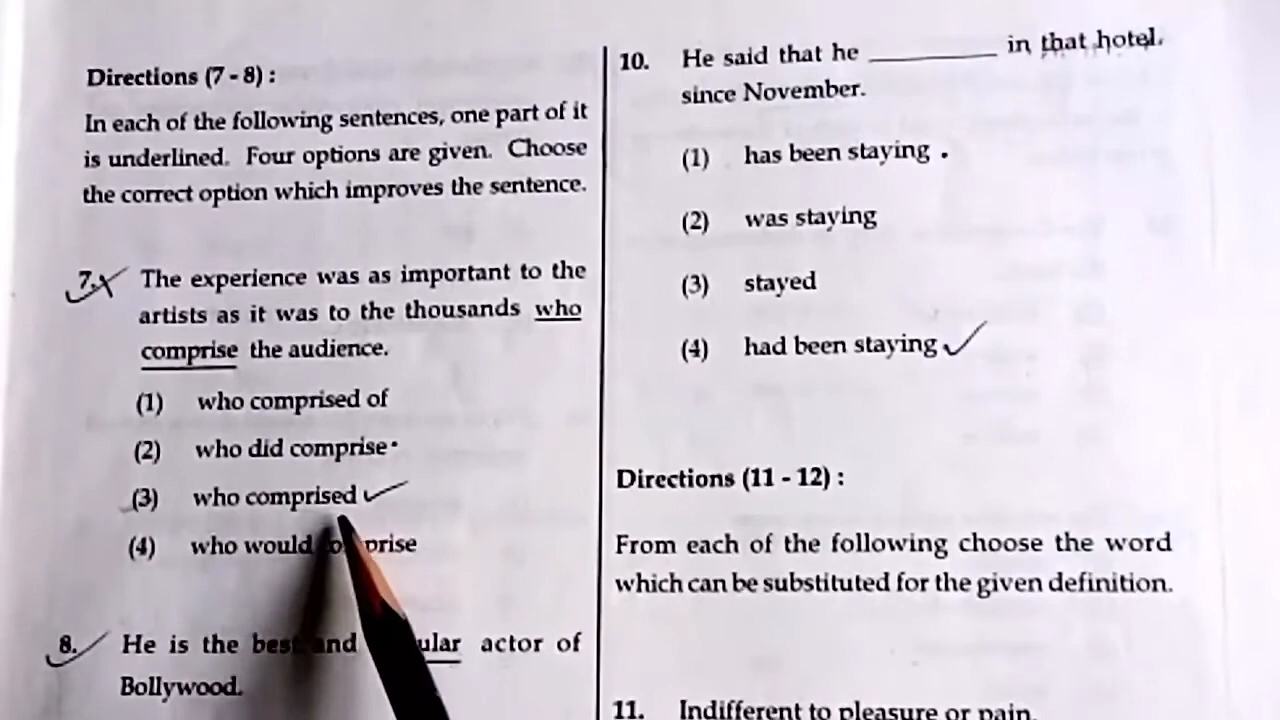 Directions (7 - 8) :
In each of the following sentences, one part of it
is underlined. Four options are given. Choose
the correct option which improves the sentence.
7. The experience was as important to the
artists as it was to the thousands who
comprise the audience.
(1) who comprised of
(2) who did comprise
(3) who comprised
(4) who would prise
8. He is the best and ular actor of
Bollywood.
10. He said that he ________ in that hotel.
since November.
(1) has been staying .
(2) was staying
(3) stayed
(4) had been staying
Directions (11 - 12) :
From each of the following choose the word
which can be substituted for the given definition.
11. Indifferent to pleasure or pain.